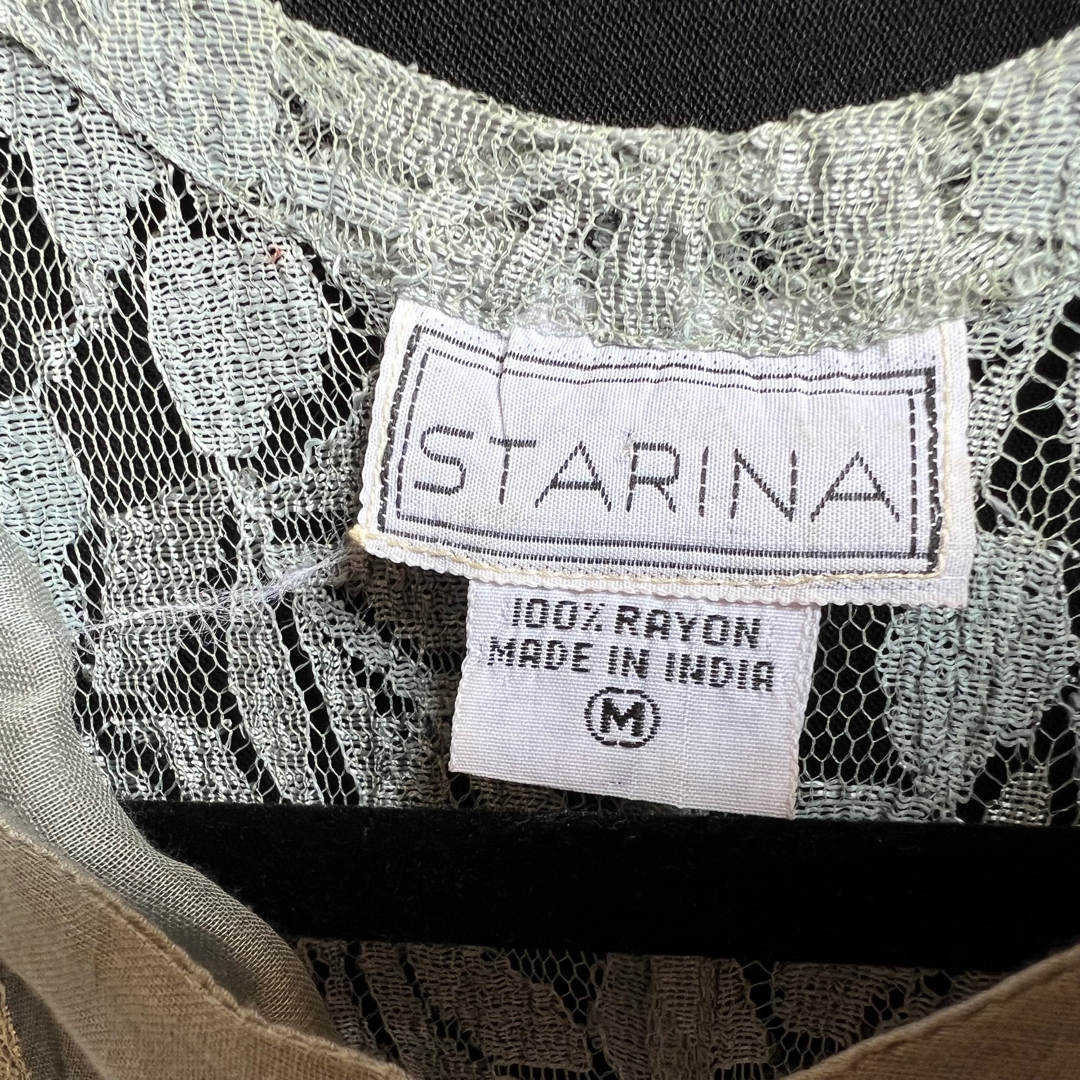 STARINA
100% RAYON
MADE IN INDIA
M